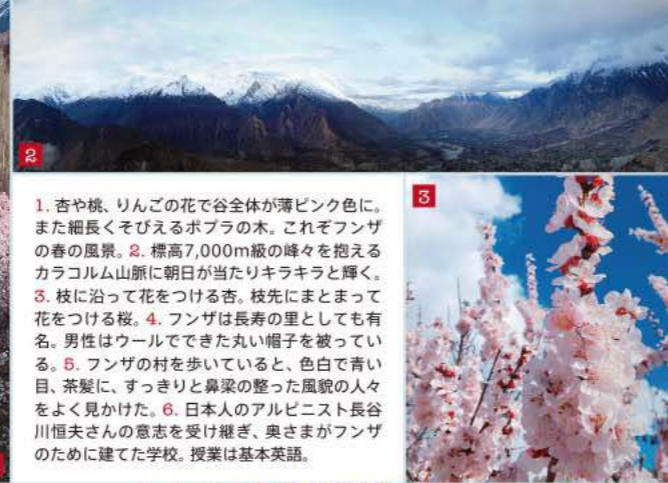 2
3
1. 杏や桃、りんごの花で谷全体が薄ピンク色に。
また細長くそびえるポプラの木。これぞフンザ
の春の風景。2. 標高7,000m級の峰々を抱える
カラコルム山脈に朝日が当たりキラキラと輝く。
3. 枝に沿って花をつける杏。枝先にまとまって
花をつける桜。4. フンザは長寿の里としても有
名。男性はウールでできた丸い帽子を被ってい
る。5. フンザの村を歩いていると、色白で青い
目、茶髪に、すっきりと鼻梁の整った風貌の人々
をよく見かけた。6. 日本人のアルピニスト長谷
川恒夫さんの意志を受け継ぎ、奥さまがフンザ
のために建てた学校。授業は基本英語。